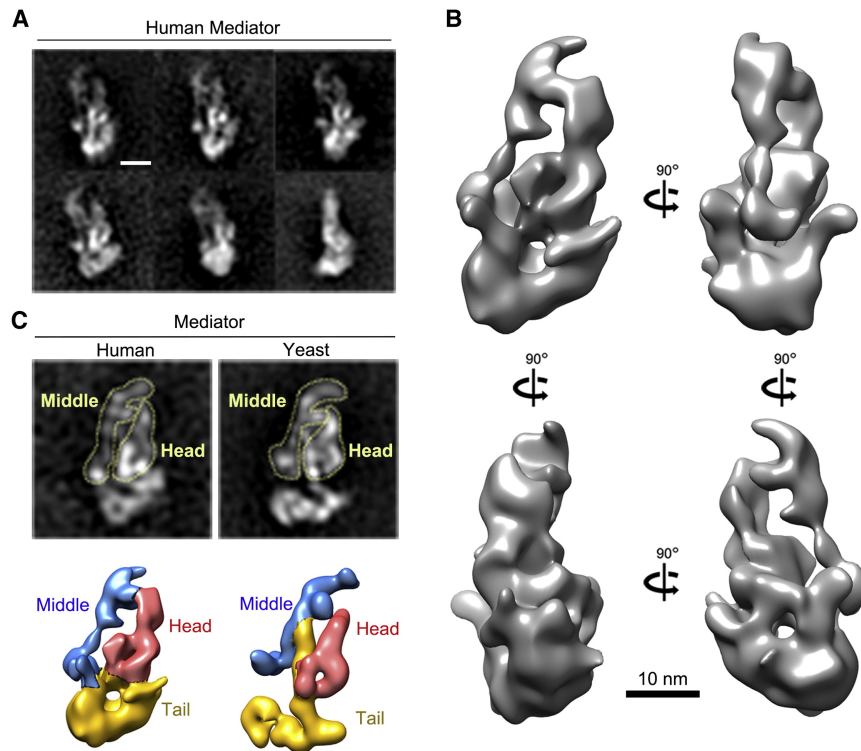 A
Human Mediator
B
90°
C
Mediator
Human
Yeast
Middle
Head
Middle
Head
90°
90°
90°
Middle
Head
Tail
Middle
Head
Tail
10 nm